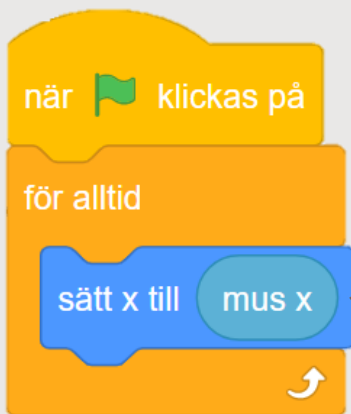 när klickas på
för alltid
sätt x till mus x